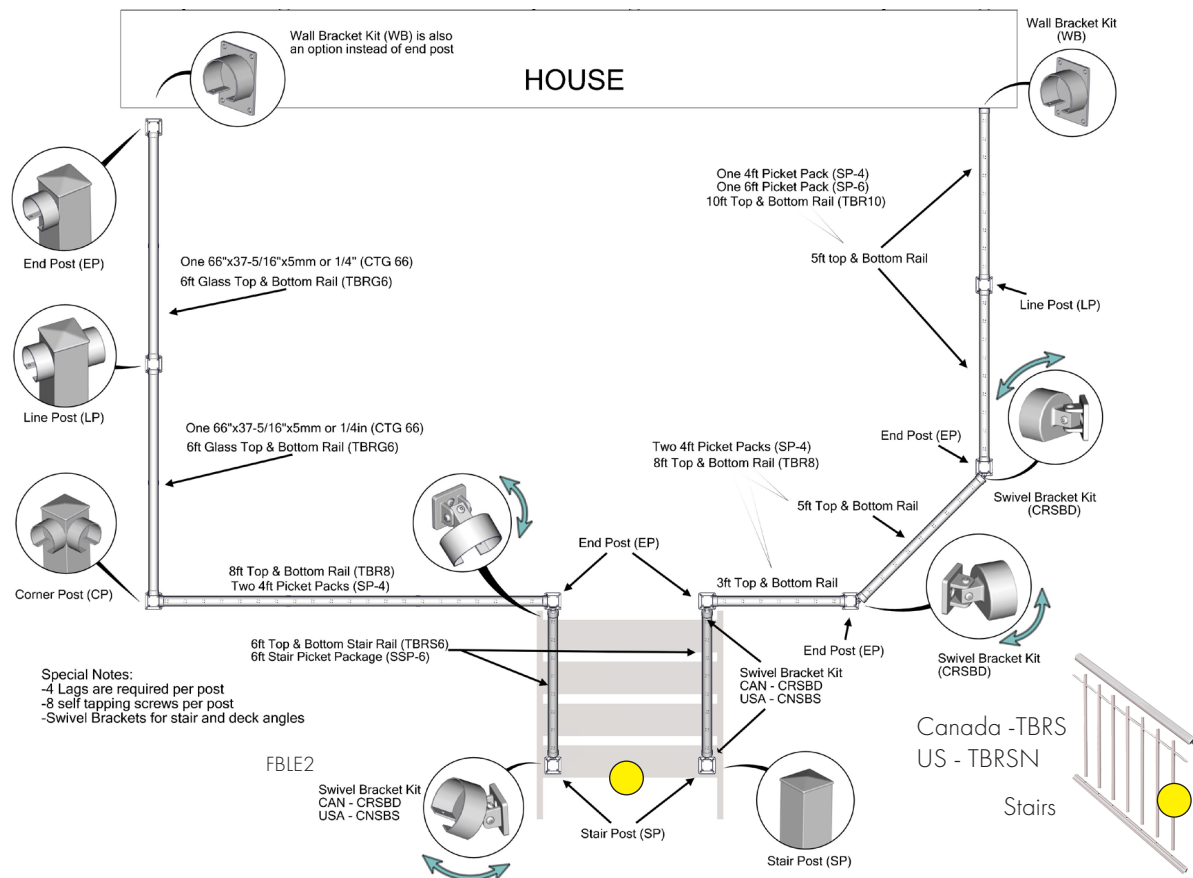 Wall Bracket Kit (WB) is also
an option instead of end post
HOUSE
Wall Bracket Kit
(WB)
End Post (EP)
One 66"x37-5/16"x5mm or 1/4" (CTG 66)
6ft Glass Top & Bottom Rail (TBRG6)
Line Post (LP)
One 66"x37-5/16"x5mm or 1/4in (CTG 66)
6ft Glass Top & Bottom Rail (TBRG6)
Corner Post (CP)
8ft Top & Bottom Rail (TBR8)
Two 4ft Picket Packs (SP-4)
One 4ft Picket Pack (SP-4)
One 6ft Picket Pack (SP-6)
10ft Top & Bottom Rail (TBR10)
5ft top & Bottom Rail
Line Post (LP)
End Post (EP)
Swivel Bracket Kit
(CRSBD)
Two 4ft Picket Packs (SP-4)
8ft Top & Bottom Rail (TBR8)
5ft Top & Bottom Rail
End Post (EP)
3ft Top & Bottom Rail
End Post (EP)
Swivel Bracket Kit
(CRSBD)
6ft Top & Bottom Stair Rail (TBRS6)
6ft Stair Picket Package (SSP-6)
Swivel Bracket Kit
CAN - CRSBD
USA - CNSBS
Special Notes:
-4 Lags are required per post
-8 self tapping screws per post
-Swivel Brackets for stair and deck angles
FBLE2
Swivel Bracket Kit
CAN - CRSBD
USA - CNSBS
Stair Post (SP)
Stair Post (SP)
Canada -TBRS
US - TBRSN
Stairs